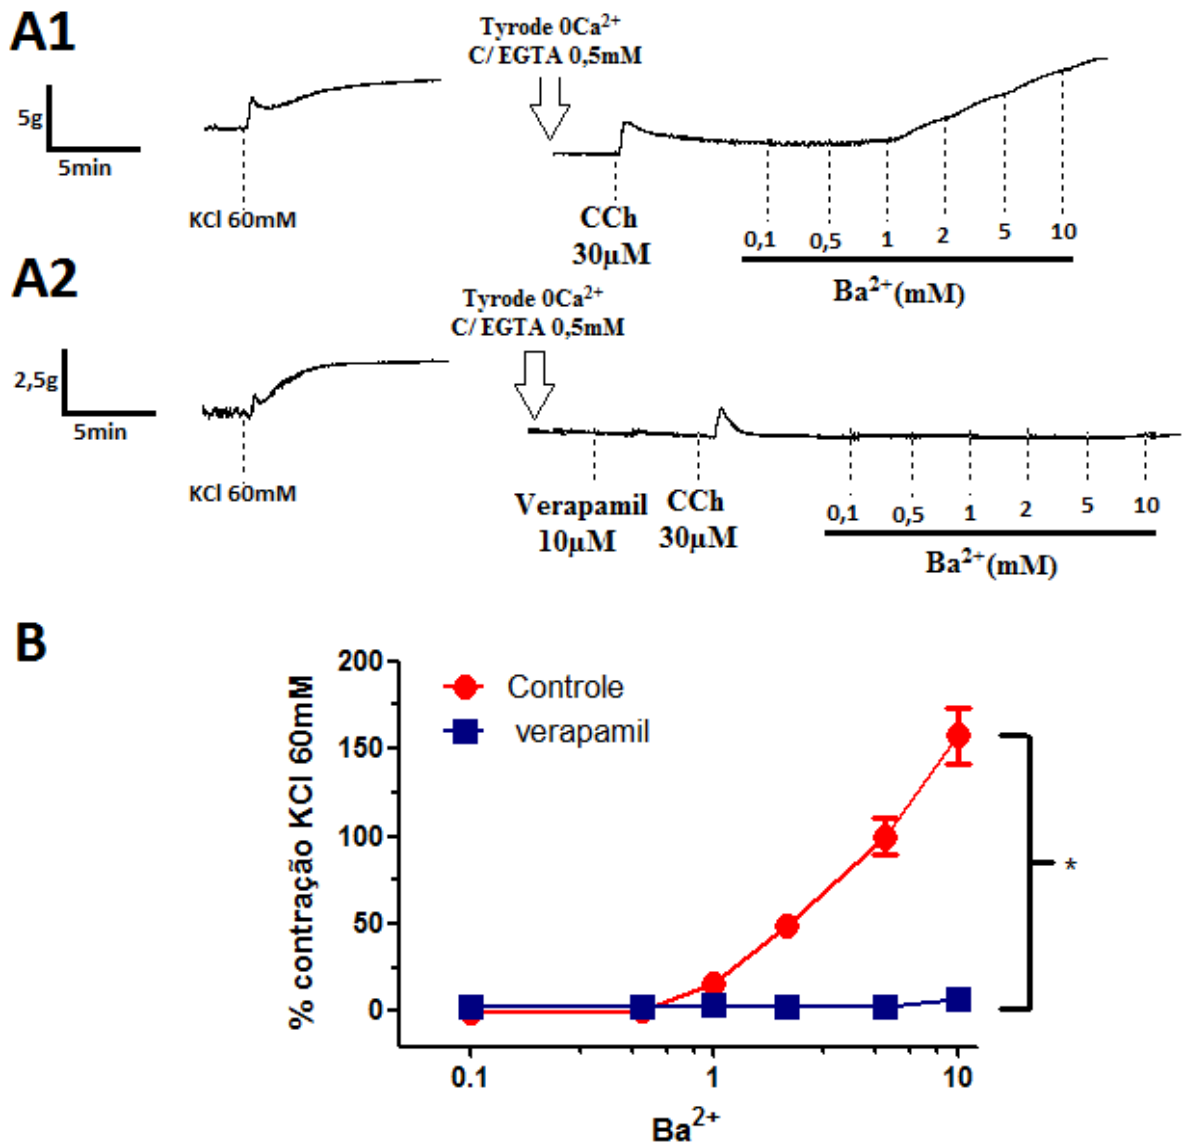 A1
Tyrode 0Ca²⁺
C/ EGTA 0,5mM
5g
5min
KCl 60mM
CCh
30µM
0,1 0,5 1 2 5 10
Ba²⁺(mM)
A2
Tyrode 0Ca²⁺
C/ EGTA 0,5mM
2,5g
5min
KCl 60mM
Verapamil
10µM
CCh
30µM
0,1 0,5 1 2 5 10
Ba²⁺(mM)
B
% contração KCl 60mM
200
150
100
50
0
Controle
verapamil
*
0.1 1 10
Ba²⁺